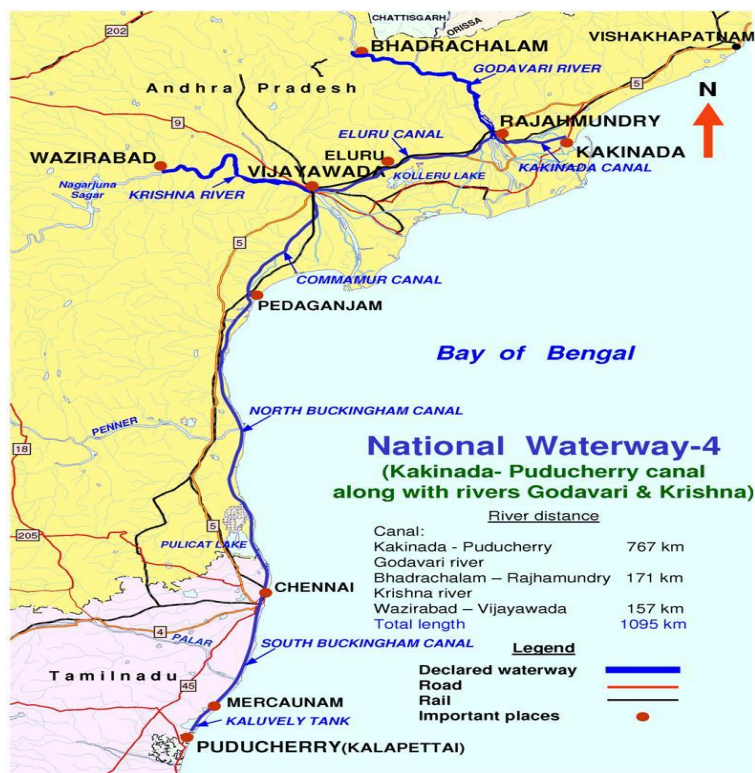 CHATTISGARH
ORISSA
202
BHADRACHALAM
VISHAKHAPATNAM
GODAVARI RIVER
5
Andhra Pradesh
N
9
RAJAHMUNDRY
ELURU CANAL
WAZIRABAD
ELURU
KAKINADA
VIJAYAWADA
KOLLERU LAKE
KAKINADA CANAL
Nagarjuna
Sagar
KRISHNA RIVER
5
COMMAMUR CANAL
PEDAGANJAM
Bay of Bengal
NORTH BUCKINGHAM CANAL
PENNER
18
National Waterway-4
(Kakinada- Puducherry canal
along with rivers Godavari & Krishna)
River distance
Canal:
Kakinada - Puducherry 767 km
Godavari river
Bhadrachalam – Rajhamundry 171 km
Krishna river
Wazirabad – Vijayawada 157 km
Total length 1095 km
5
205
PULICAT LAKE
CHENNAI
4
PALAR
SOUTH BUCKINGHAM CANAL
Tamilnadu
45
MERCAUNAM
KALUVELY TANK
PUDUCHERRY(KALAPETTAI)
Legend
Declared waterway
Road
Rail
Important places